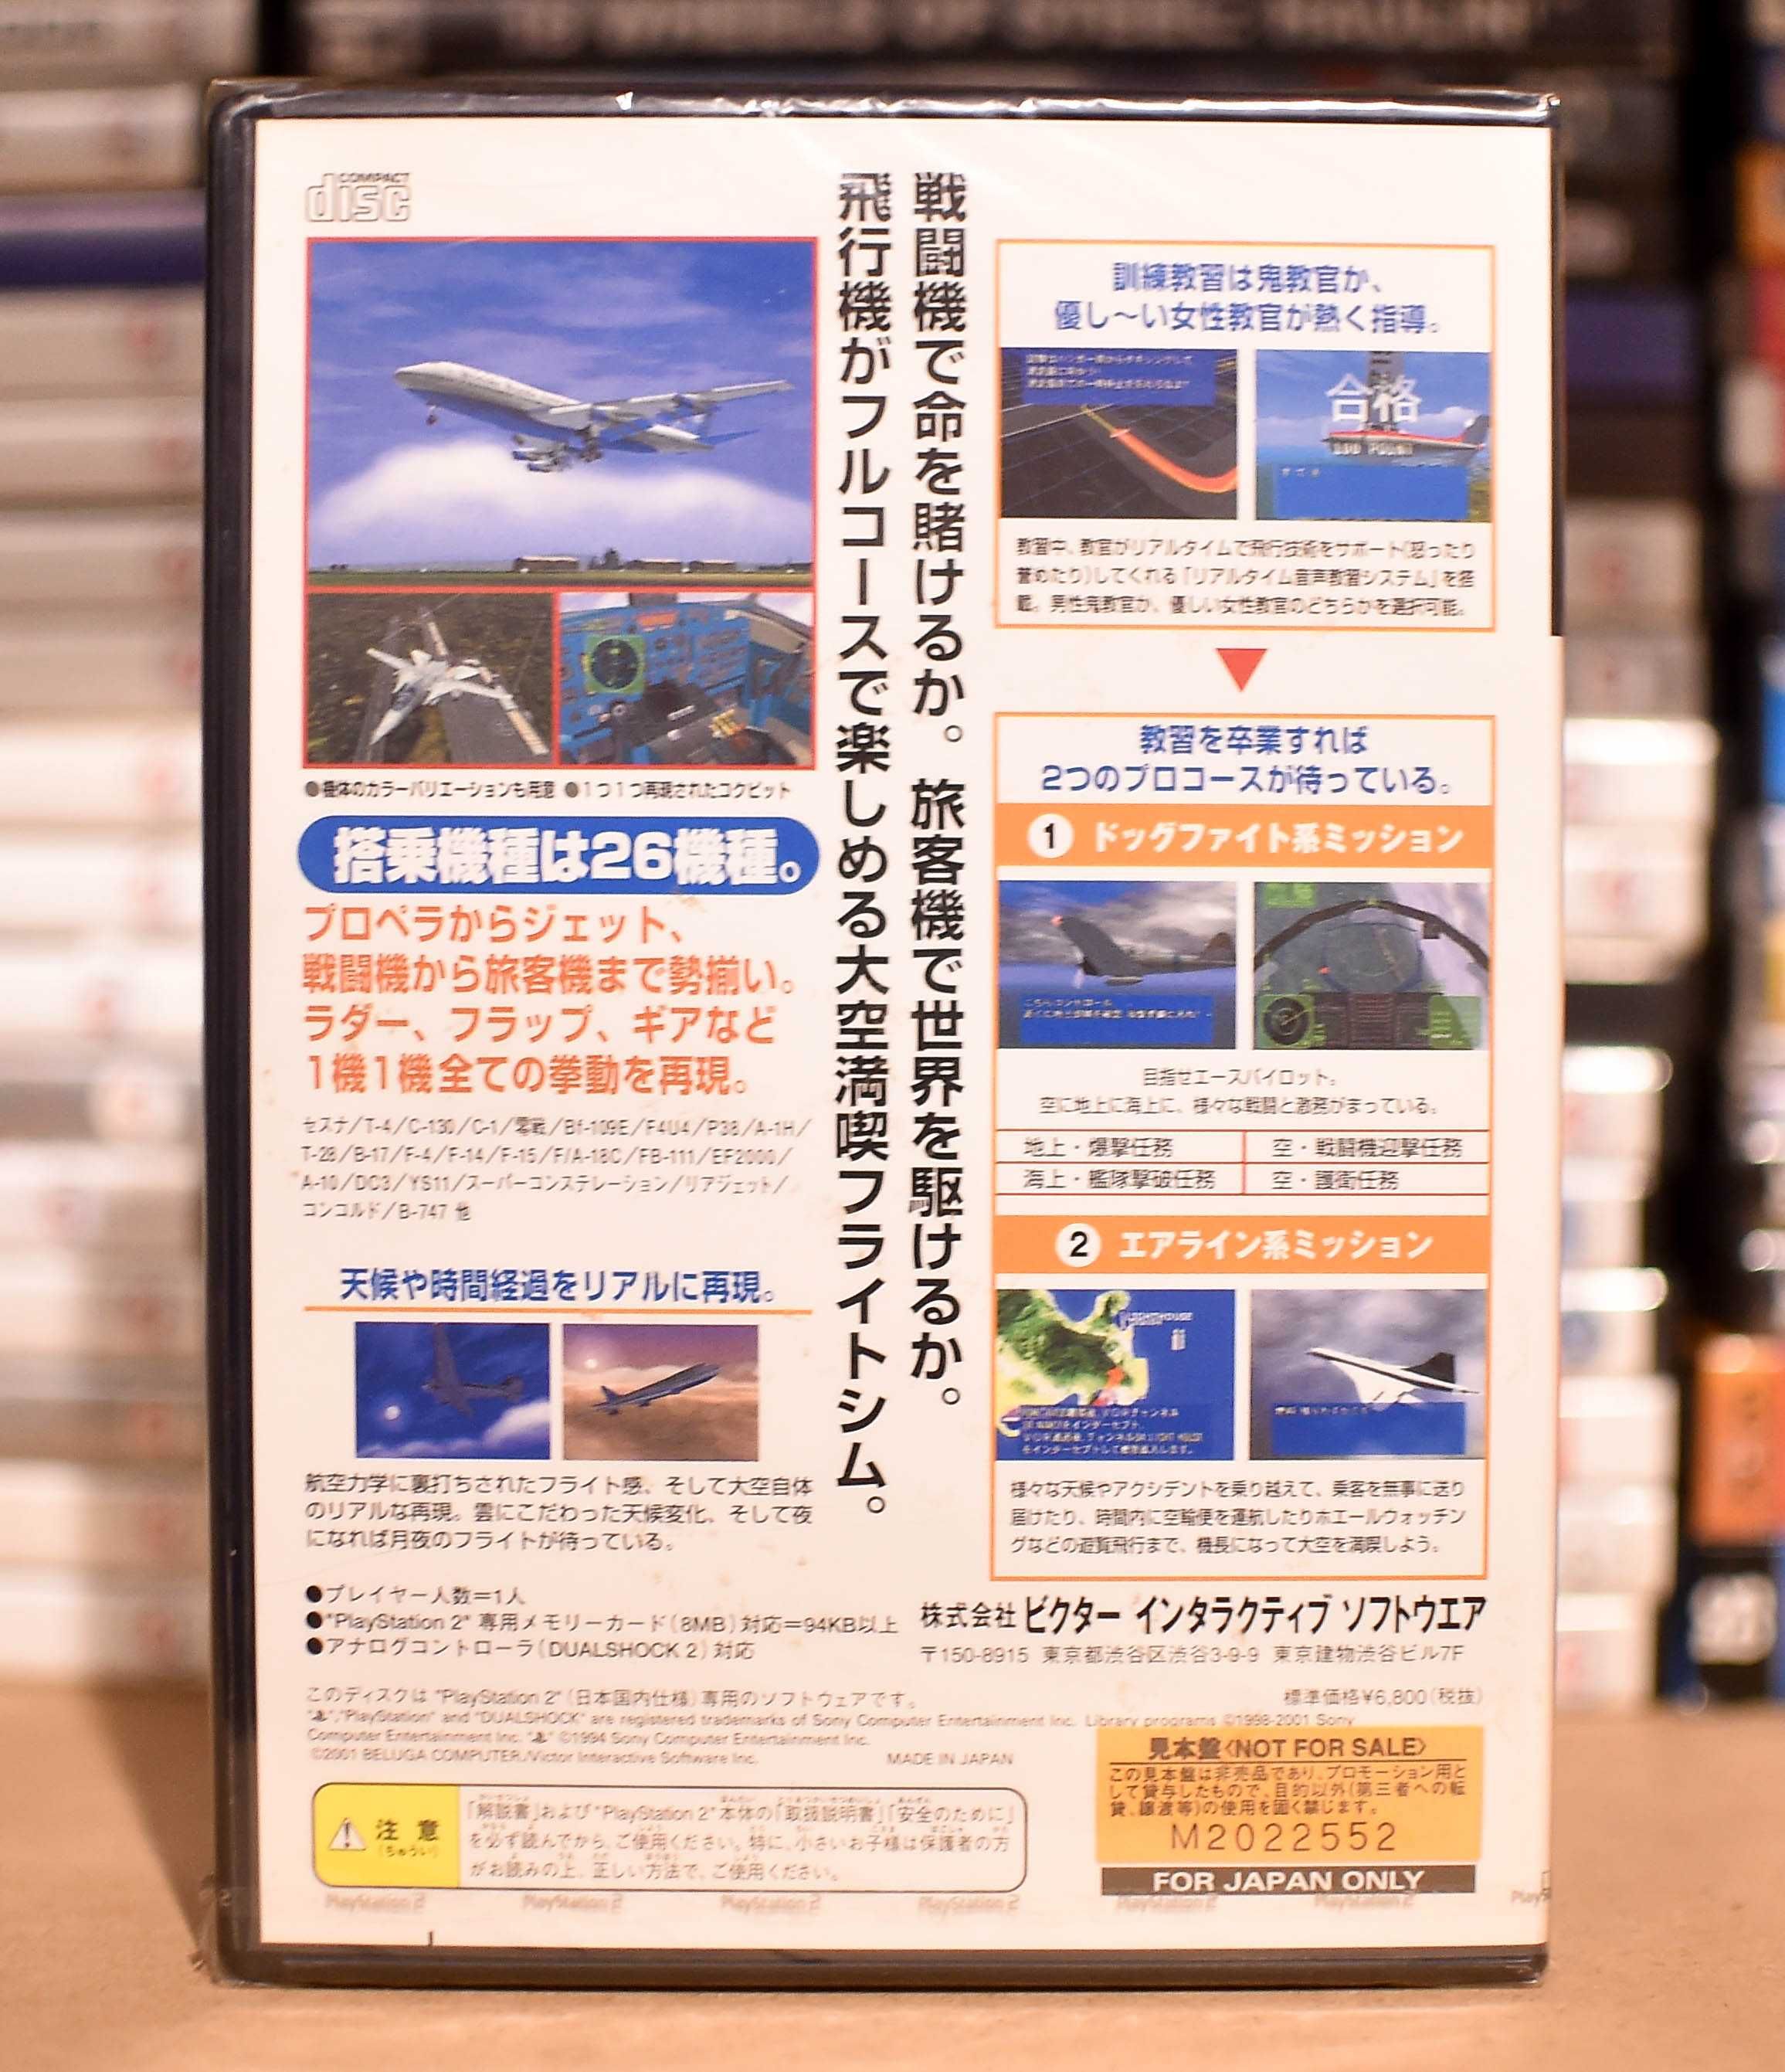 COMPACT
disc
戦闘機で命を賭けるか。旅客機で世界を駆けるか。
飛行機がフルコースで楽しめる大空満喫フライトシム。
●機体のカラーバリエーションも用意 ●1つ1つ再現されたコクピット
搭乗機種は26機種。
プロペラからジェット、
戦闘機から旅客機まで勢揃い。
ラダー、フラップ、ギアなど
1機1機全ての挙動を再現。
セスナ/T-4/C-130/C-1/零戦/Bf-109E/F4U4/P38/A-1H/
T-28/B-17/F-4/F-14/F-15/F/A-18C/FB-111/EF2000/
A-10/DC3/YS11/スーパーコンステレーション/リアジェット/
コンコルド/B-747 他
天候や時間経過をリアルに再現。
航空力学に裏打ちされたフライト感、そして大空自体
のリアルな再現。雲にこだわった天候変化、そして夜
になれば月夜のフライトが待っている。
訓練教習は鬼教官か、
優し〜い女性教官が熱く指導。
合格
100 POINT
教習中、教官がリアルタイムで飛行技術をサポート(怒ったり
誉めたり)してくれる「リアルタイム音声教習システム」を搭
載。男性鬼教官か、優しい女性教官のどちらかを選択可能。
教習を卒業すれば
2つのプロコースが待っている。
1 ドッグファイト系ミッション
こちらコントロール
目指せエースパイロット。
空に地上に海上に、様々な戦闘と激務がまっている。
地上・爆撃任務 空・戦闘機迎撃任務
海上・艦隊撃破任務 空・護衛任務
2 エアライン系ミッション
様々な天候やアクシデントを乗り越えて、乗客を無事に送り
届けたり、時間内に空輸便を運航したりホエールウォッチン
グなどの遊覧飛行まで、機長になって大空を満喫しよう。
●プレイヤー人数=1人
●"PlayStation 2" 専用メモリーカード(8MB)対応=94KB以上
●アナログコントローラ(DUALSHOCK 2)対応
株式会社 ビクター インタラクティブ ソフトウエア
〒150-8915 東京都渋谷区渋谷3-9-9 東京建物渋谷ビル7F
このディスクは "PlayStation 2" (日本国内仕様) 専用のソフトウェアです。
標準価格¥6,800(税抜)
"PlayStation" and "DUALSHOCK" are registered trademarks of Sony Computer Entertainment Inc. Library programs ©1998-2001 Sony
Computer Entertainment Inc. ©1994 Sony Computer Entertainment Inc.
©2001 BELUGA COMPUTER./Victor Interactive Software Inc. MADE IN JAPAN
注意
(ちゅうい)
「解説書」および"PlayStation 2"本体の「取扱説明書」「安全のために」
を必ず読んでから、ご使用ください。特に、小さいお子様は保護者の方
がお読みの上、正しい方法で、ご使用ください。
見本盤〈NOT FOR SALE〉
この見本盤は非売品であり、プロモーション用と
して貸与したもので、目的以外(第三者への転
貸、譲渡等)の使用を固く禁じます。
M2022552
FOR JAPAN ONLY
PlayStation 2 PlayStation 2 PlayStation 2 PlayStation 2 PlayStation 2 PlayStation 2